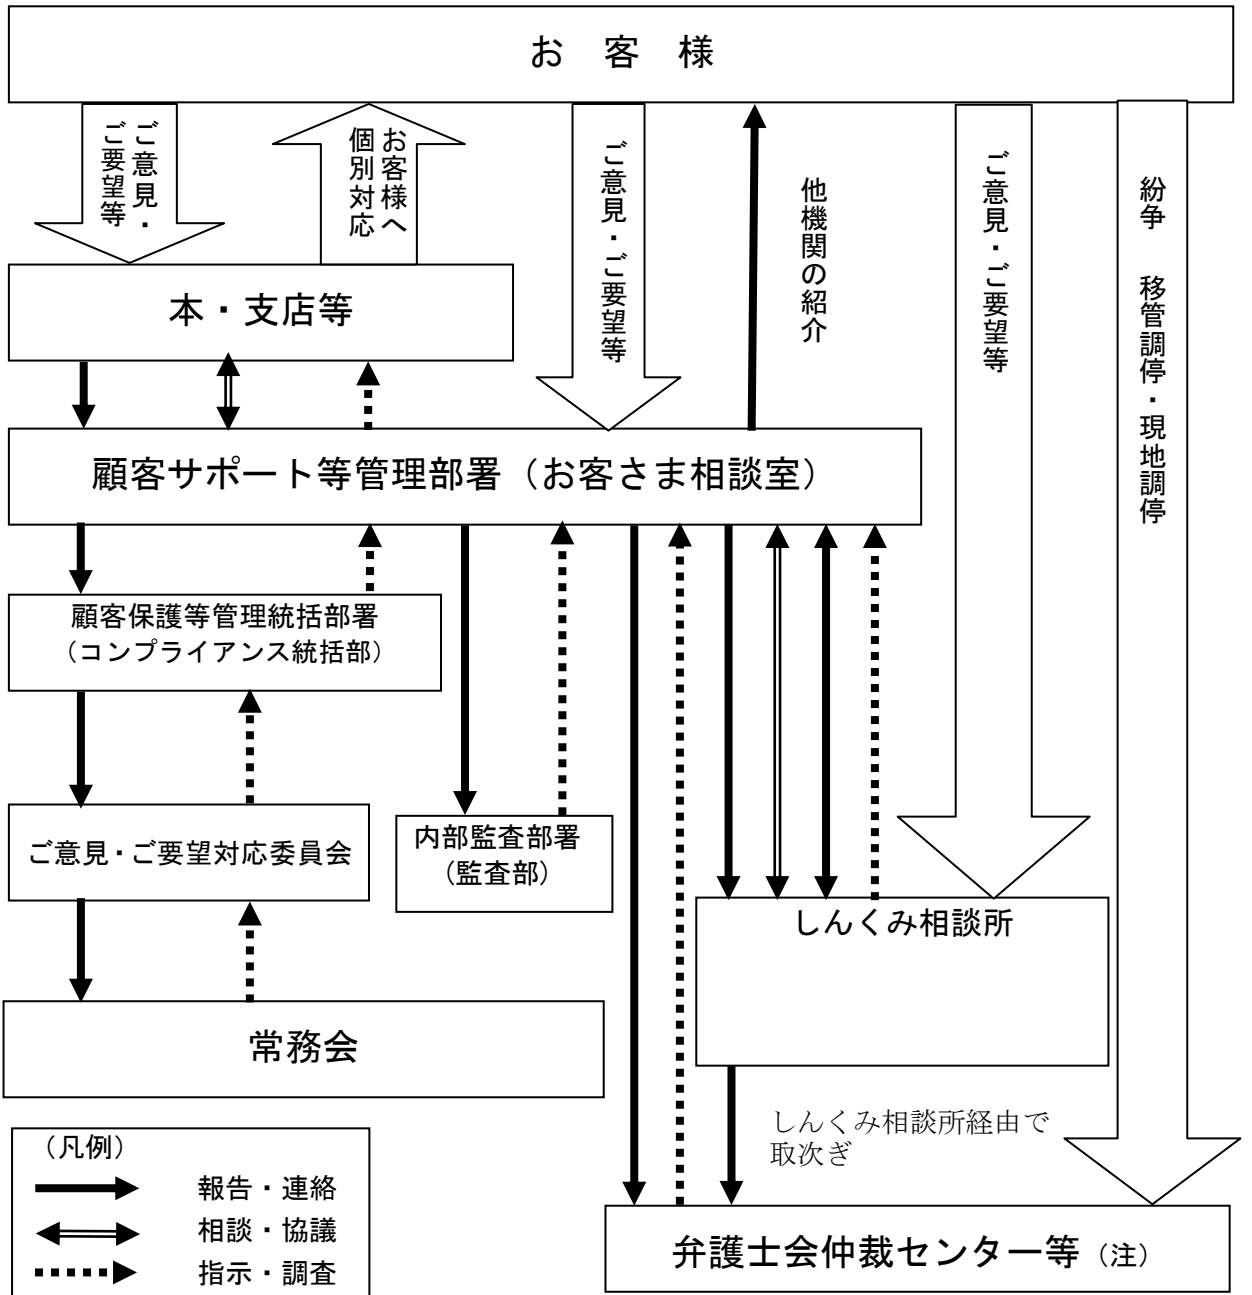 お　客　様
ご意見・
ご要望等
お客様へ
個別対応
ご意見・ご要望等
他機関の紹介
ご意見・ご要望等
紛争　移管調停・現地調停
本・支店等
顧客サポート等管理部署（お客さま相談室）
顧客保護等管理統括部署
（コンプライアンス統括部）
ご意見・ご要望対応委員会
内部監査部署
（監査部）
しんくみ相談所
常務会
しんくみ相談所経由で
取次ぎ
弁護士会仲裁センター等（注）
（凡例）
報告・連絡
相談・協議
指示・調査